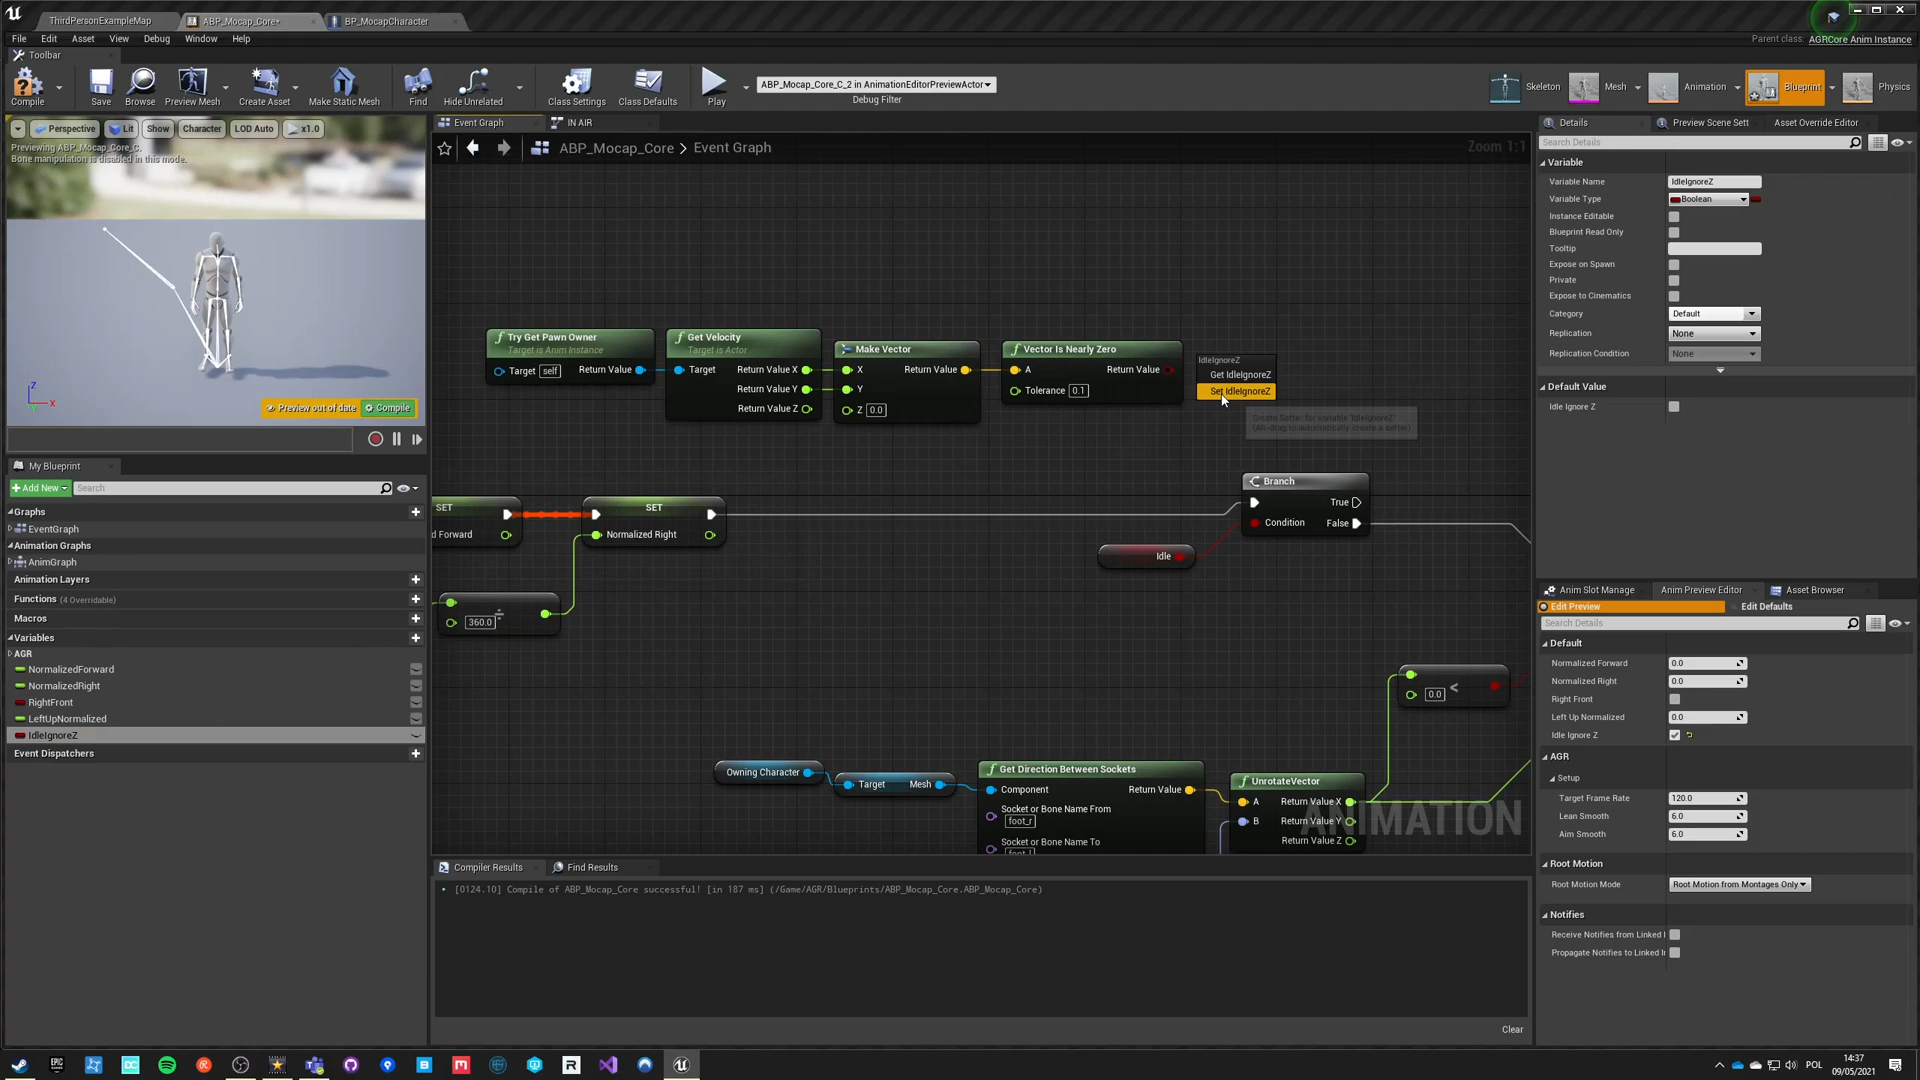 ThirdPersonExampleMap
ABP_Mocap_Core*
BP_MocapCharacter
Parent class: AGRCore Anim Instance
File Edit Asset View Debug Window Help
Toolbar
Compile
Save
Browse
Preview Mesh
Create Asset
Make Static Mesh
Find
Hide Unrelated
Class Settings
Class Defaults
Play
ABP_Mocap_Core_C_2 in AnimationEditorPreviewActor
Debug Filter
Skeleton
Mesh
Animation
Blueprint
Physics
Perspective Lit Show Character LOD Auto x1.0
Previewing ABP_Mocap_Core_C.
Bone manipulation is disabled in this mode.
Z
X
Preview out of date Compile
My Blueprint
Add New Search
Graphs
EventGraph
Animation Graphs
AnimGraph
Animation Layers
Functions (4 Overridable)
Macros
Variables
AGR
NormalizedForward
NormalizedRight
RightFront
LeftUpNormalized
IdleIgnoreZ
Event Dispatchers
Event Graph
IN AIR
ABP_Mocap_Core > Event Graph
Zoom 1:1
Try Get Pawn Owner
Target is Anim Instance
Target self Return Value
Get Velocity
Target is Actor
Target Return Value X
Return Value Y
Return Value Z
Make Vector
X Return Value
Y
Z 0.0
Vector Is Nearly Zero
A Return Value
Tolerance 0.1
IdleIgnoreZ
Get IdleIgnoreZ
Set IdleIgnoreZ
Create Setter for variable 'IdleIgnoreZ'
(Alt-drag to automatically create a setter)
SET
d Forward
SET
Normalized Right
Branch
True
Condition False
Idle
360.0 ÷
0.0 <
Owning Character
Target Mesh
Get Direction Between Sockets
Component Return Value
Socket or Bone Name From
foot_r
Socket or Bone Name To
foot_l
UnrotateVector
A Return Value X
B Return Value Y
Return Value Z
ANIMATION
Compiler Results
Find Results
[0124.10] Compile of ABP_Mocap_Core successful! [in 187 ms] (/Game/AGR/Blueprints/ABP_Mocap_Core.ABP_Mocap_Core)
Clear
Details
Preview Scene Sett
Asset Override Editor
Search Details
Variable
Variable Name IdleIgnoreZ
Variable Type Boolean
Instance Editable
Blueprint Read Only
Tooltip
Expose on Spawn
Private
Expose to Cinematics
Category Default
Replication None
Replication Condition None
Default Value
Idle Ignore Z
Anim Slot Manage
Anim Preview Editor
Asset Browser
Edit Preview Edit Defaults
Search Details
Default
Normalized Forward 0.0
Normalized Right 0.0
Right Front
Left Up Normalized 0.0
Idle Ignore Z
AGR
Setup
Target Frame Rate 120.0
Lean Smooth 6.0
Aim Smooth 6.0
Root Motion
Root Motion Mode Root Motion from Montages Only
Notifies
Receive Notifies from Linked I
Propagate Notifies to Linked In
EPIC
DC
B
M
R
POL
14:37
09/05/2021